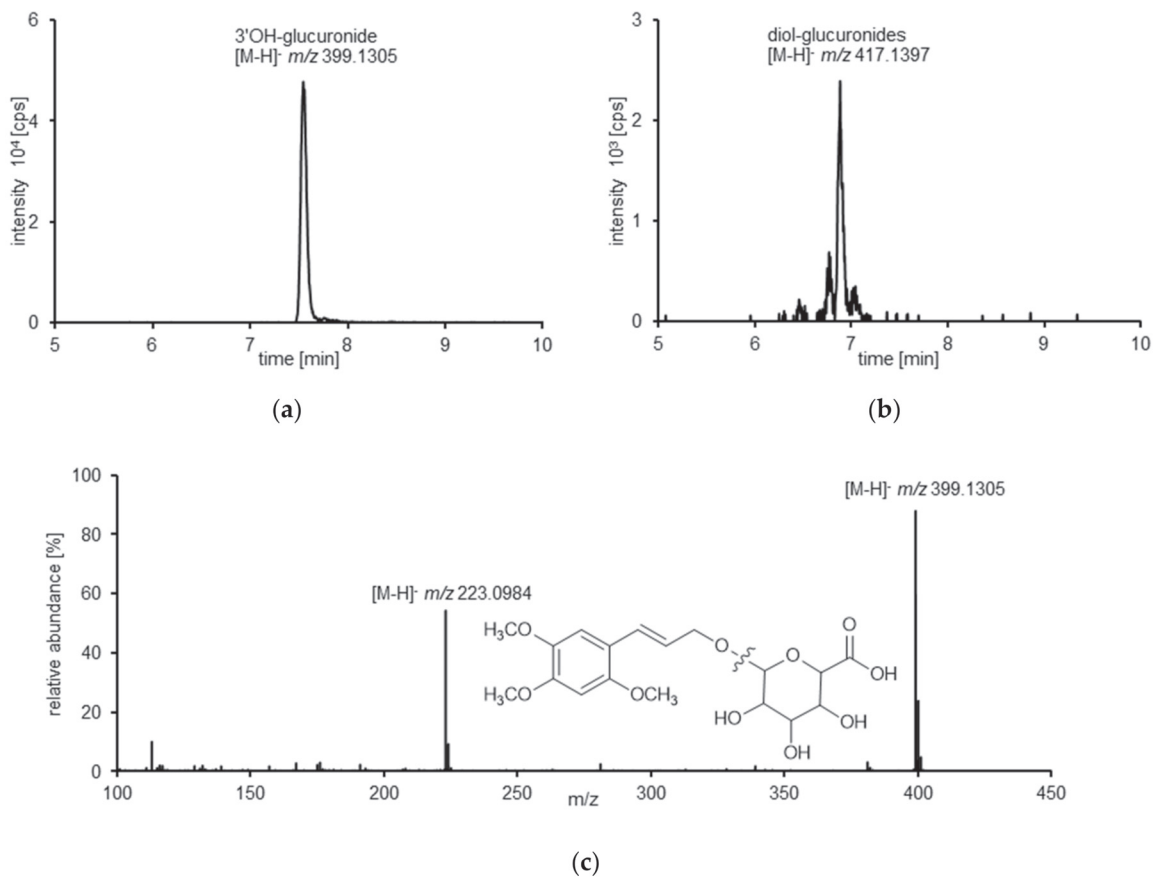 3'OH-glucuronide
[M-H]⁻ m/z 399.1305
intensity 10⁴ [cps]
6
4
2
0
5 6 7 8 9 10
time [min]
(a)
diol-glucuronides
[M-H]⁻ m/z 417.1397
intensity 10³ [cps]
3
2
1
0
5 6 7 8 9 10
time [min]
(b)
relative abundance [%]
100
80
60
40
20
0
[M-H]⁻ m/z 399.1305
[M-H]⁻ m/z 223.0984
H₃CO
H₃CO
OCH₃
O
O
O
OH
HO
OH
OH
100 150 200 250 300 350 400 450
m/z
(c)